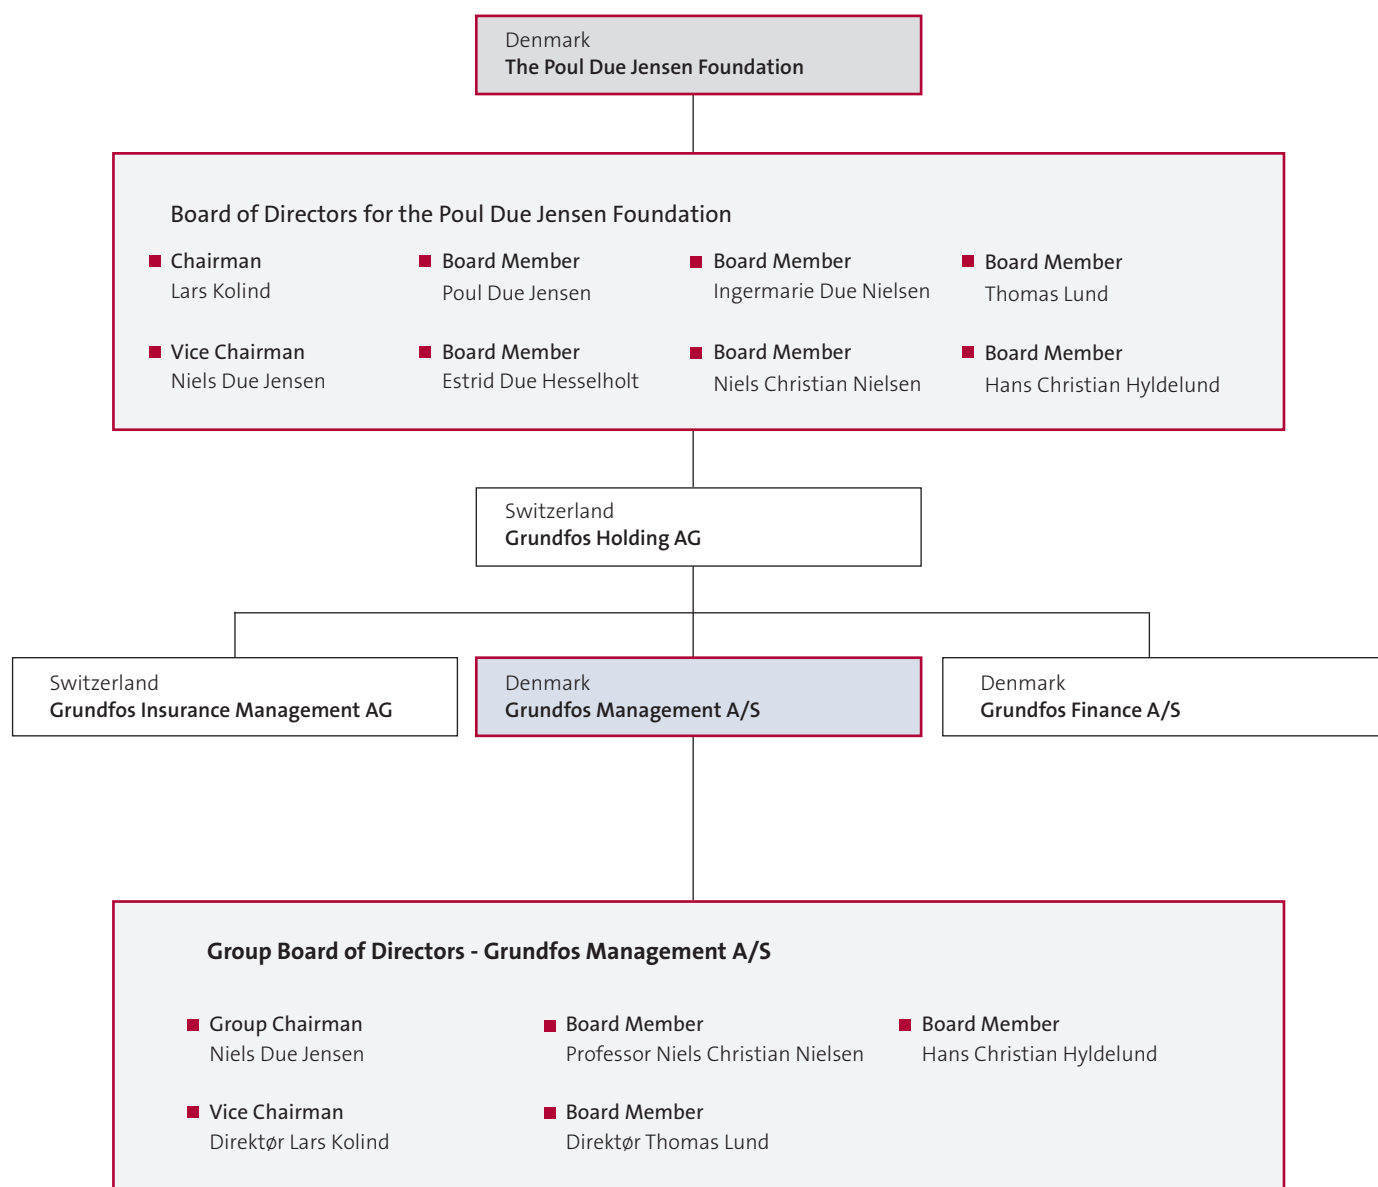 Denmark
The Poul Due Jensen Foundation
Board of Directors for the Poul Due Jensen Foundation
Chairman
Lars Kolind
Board Member
Poul Due Jensen
Board Member
Ingermarie Due Nielsen
Board Member
Thomas Lund
Vice Chairman
Niels Due Jensen
Board Member
Estrid Due Hesselholt
Board Member
Niels Christian Nielsen
Board Member
Hans Christian Hyldelund
Switzerland
Grundfos Holding AG
Switzerland
Grundfos Insurance Management AG
Denmark
Grundfos Management A/S
Denmark
Grundfos Finance A/S
Group Board of Directors - Grundfos Management A/S
Group Chairman
Niels Due Jensen
Board Member
Professor Niels Christian Nielsen
Board Member
Hans Christian Hyldelund
Vice Chairman
Direktør Lars Kolind
Board Member
Direktør Thomas Lund